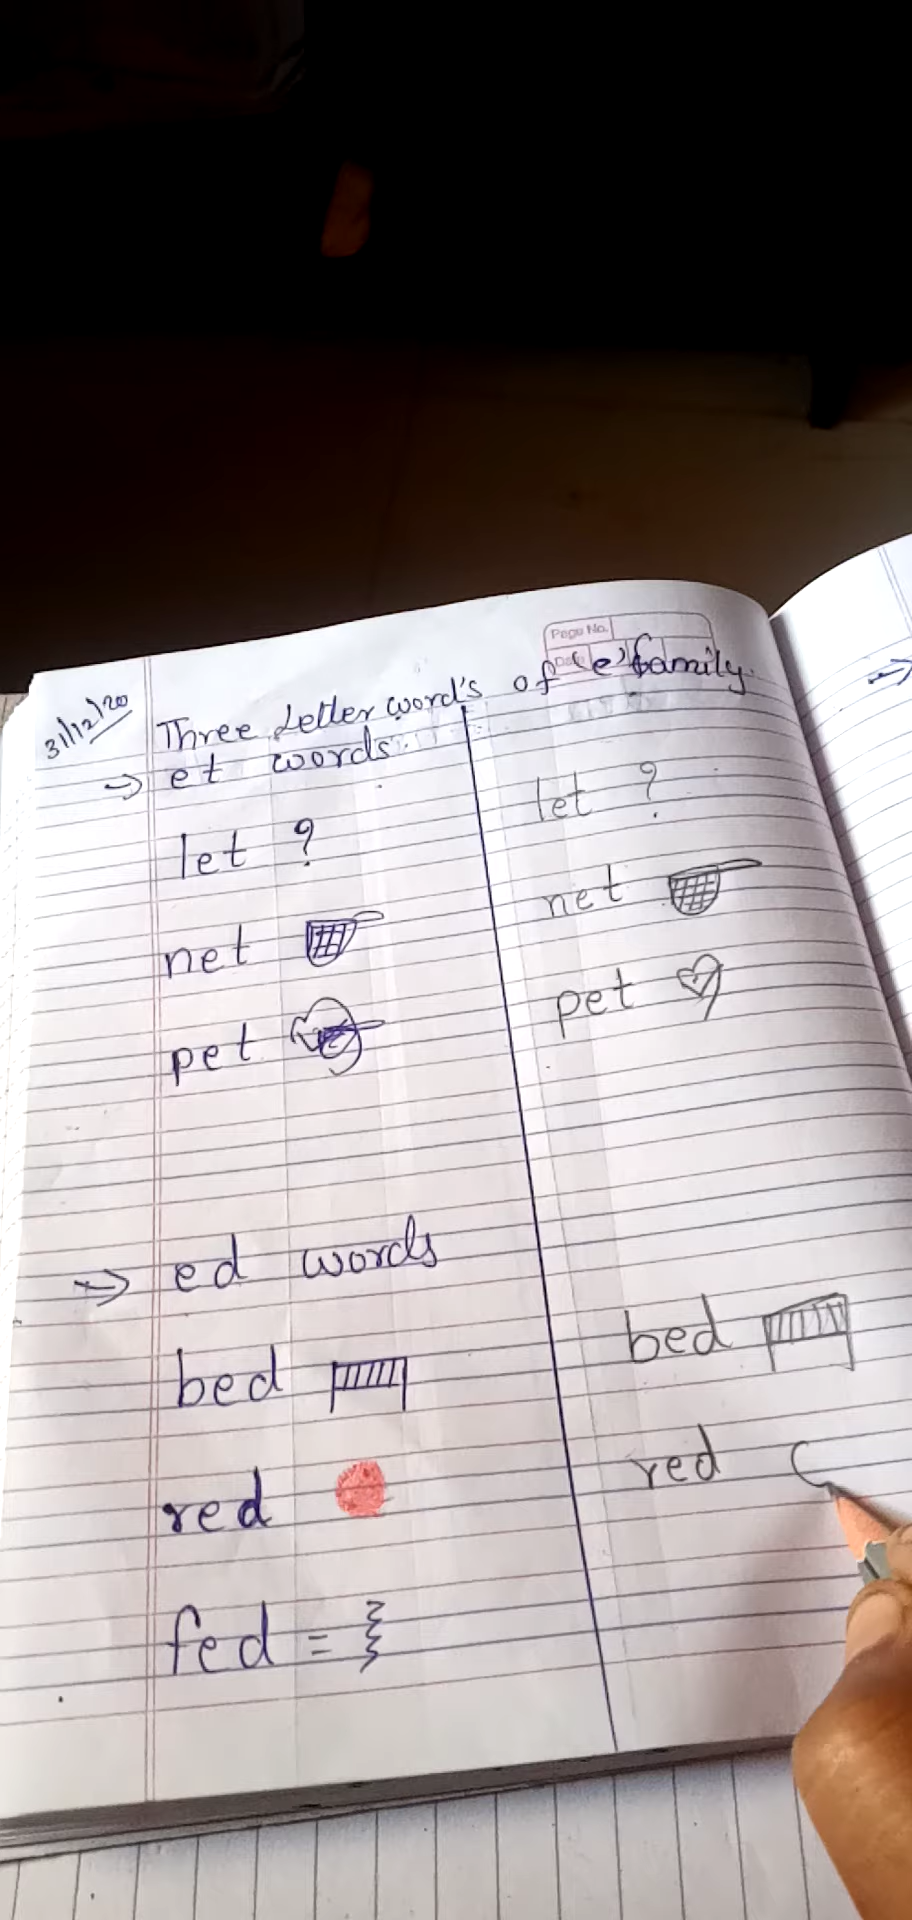 Page No.
Date
31/12/20
Three Letter word's of 'e' family.
→ et words.
let ?
net
pet
→ ed words
bed
red
fed =
let ?
net
pet
bed
red